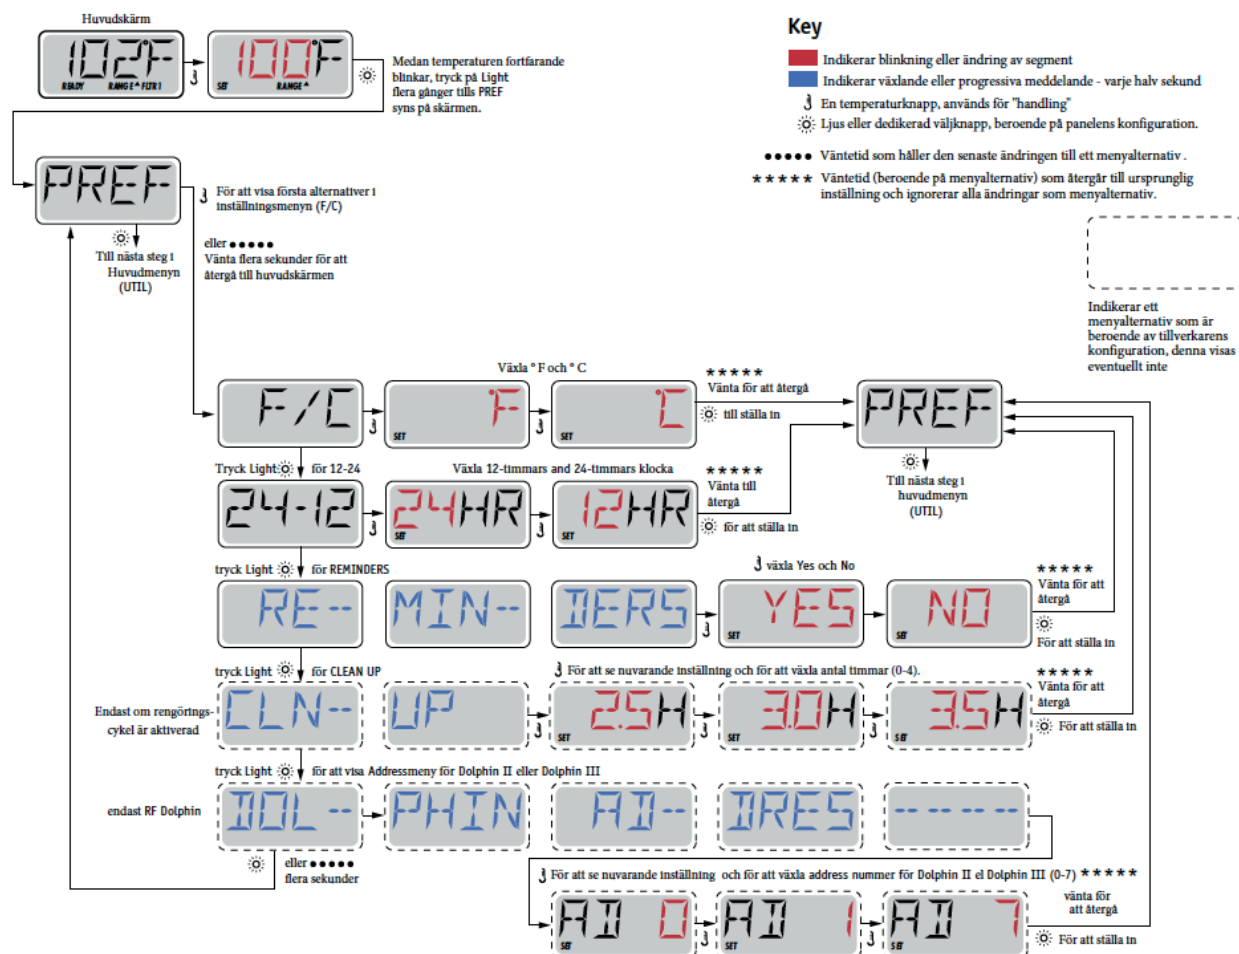 Huvudskärm
102°F
READY RANGE FLTR1
100°F
SET RANGE
Medan temperaturen fortfarande
blinkar, tryck på Light
flera gånger tills PREF
syns på skärmen.
Key
Indikerar blinkning eller ändring av segment
Indikerar växlande eller progressiva meddelande - varje halv sekund
En temperaturknapp, används för "handling"
Ljus eller dedikerad väljknapp, beroende på panelens konfiguration.
••••• Väntetid som håller den senaste ändringen till ett menyalternativ .
***** Väntetid (beroende på menyalternativ) som återgår till ursprunglig
inställning och ignorerar alla ändringar som menyalternativ.
Indikerar ett
menyalternativ som är
beroende av tillverkarens
konfiguration, denna visas
eventuellt inte
PREF
För att visa första alternativer i
inställningsmenyn (F/C)
Till nästa steg i
Huvudmenyn
(UTIL)
eller •••••
Vänta flera sekunder för att
återgå till huvudskärmen
Växla ° F och ° C
F/C
°F
SET
°C
SET
*****
Vänta för att återgå
till ställa in
PREF
Till nästa steg i
huvudmenyn
(UTIL)
Tryck Light för 12-24
Växla 12-timmars and 24-timmars klocka
24-12
24HR
SET
12HR
SET
*****
Vänta till
återgå
för att ställa in
tryck Light för REMINDERS
växla Yes och No
RE--
MIN--
DERS
YES
SET
NO
SET
*****
Vänta för att
återgå
För att ställa in
tryck Light för CLEAN UP
För att se nuvarande inställning och för att växla antal timmar (0-4).
Endast om rengörings-
cykel är aktiverad
CLN--
UP
2.5H
SET
3.0H
SET
3.5H
SET
*****
Vänta för att
återgå
För att ställa in
tryck Light för att visa Addressmeny för Dolphin II eller Dolphin III
endast RF Dolphin
DOL--
PHIN
AD--
DRES
----
eller •••••
flera sekunder
För att se nuvarande inställning och för att växla address nummer för Dolphin II el Dolphin III (0-7) *****
AD 0
SET
AD 1
SET
AD 7
SET
vänta för
att återgå
För att ställa in